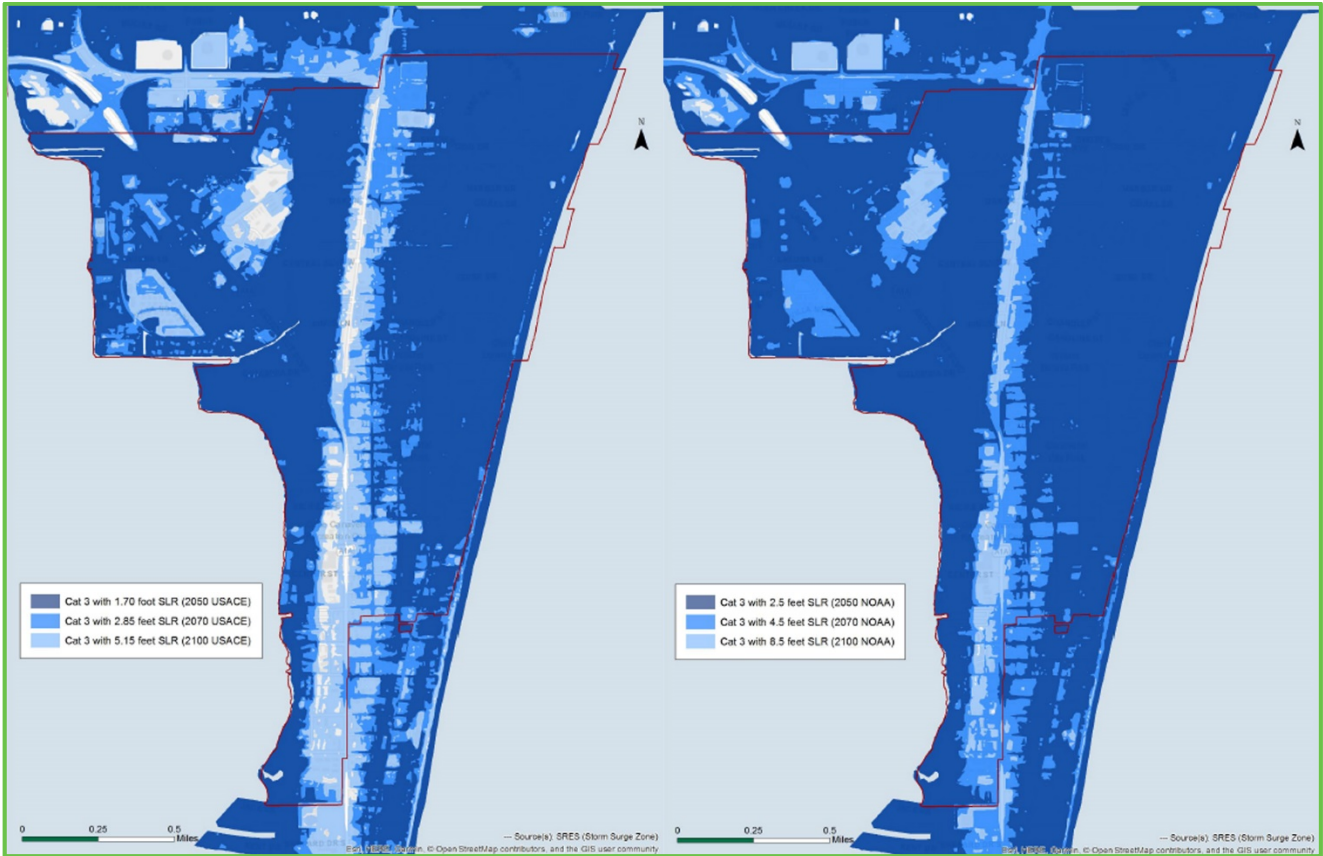 N
N
Cat 3 with 1.70 foot SLR (2050 USACE)
Cat 3 with 2.85 feet SLR (2070 USACE)
Cat 3 with 5.15 feet SLR (2100 USACE)
Cat 3 with 2.5 feet SLR (2050 NOAA)
Cat 3 with 4.5 feet SLR (2070 NOAA)
Cat 3 with 8.5 feet SLR (2100 NOAA)
0 0.25 0.5
Miles
Source(s): SRES (Storm Surge Zone)
Esri, HERE, Garmin, © OpenStreetMap contributors, and the GIS user community
0 0.25 0.5
Miles
Source(s): SRES (Storm Surge Zone)
Esri, HERE, Garmin, © OpenStreetMap contributors, and the GIS user community